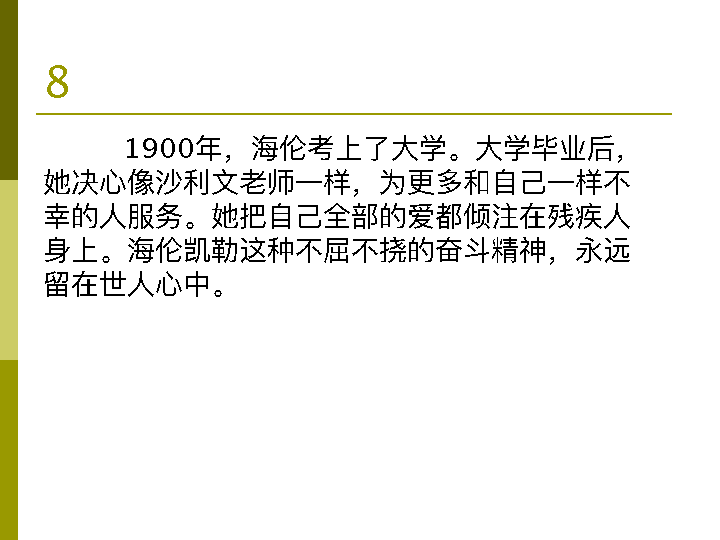 8
1900年，海伦考上了大学。大学毕业后，
她决心像沙利文老师一样，为更多和自己一样不
幸的人服务。她把自己全部的爱都倾注在残疾人
身上。海伦凯勒这种不屈不挠的奋斗精神，永远
留在世人心中。